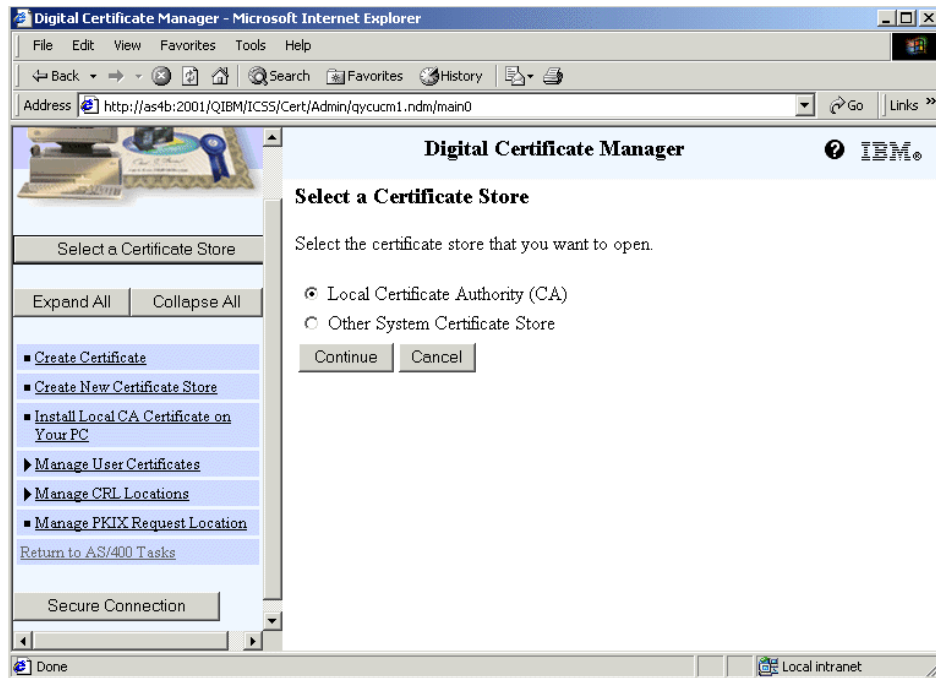 Digital Certificate Manager - Microsoft Internet Explorer
File Edit View Favorites Tools Help
Back Search Favorites History
Address http://as4b:2001/QIBM/ICSS/Cert/Admin/qycucm1.ndm/main0 Go Links »
Digital Certificate Manager ? IBM®
Select a Certificate Store
Expand All Collapse All
Create Certificate
Create New Certificate Store
Install Local CA Certificate on
Your PC
Manage User Certificates
Manage CRL Locations
Manage PKIX Request Location
Return to AS/400 Tasks
Secure Connection
Select a Certificate Store
Select the certificate store that you want to open.
Local Certificate Authority (CA)
Other System Certificate Store
Continue Cancel
Done Local intranet